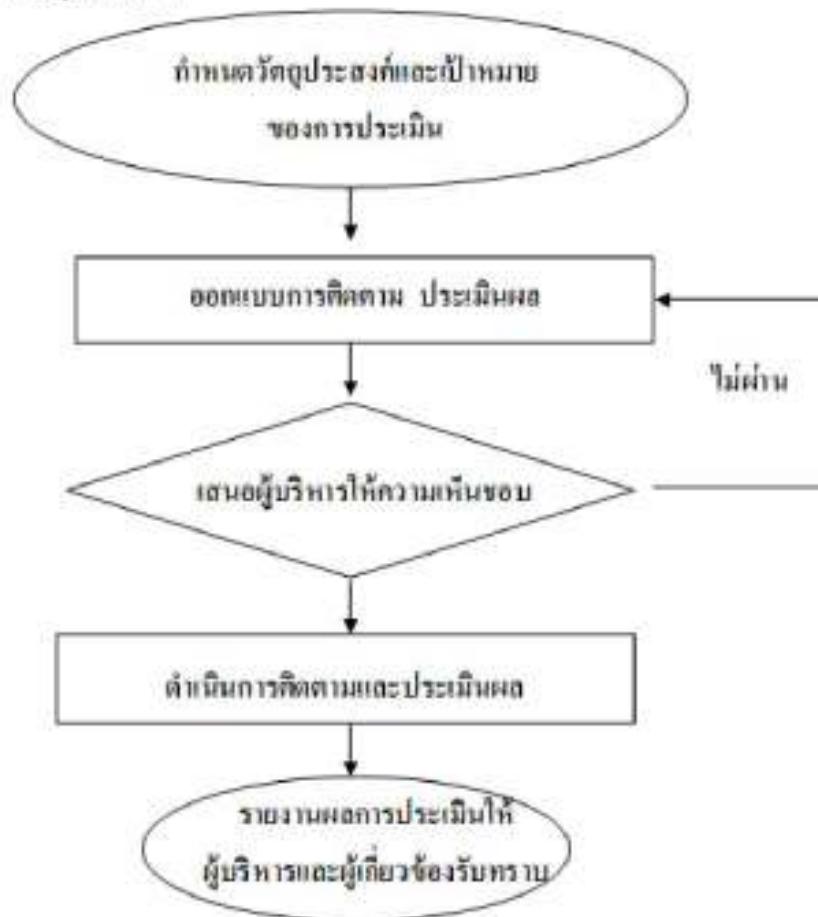 กำหนดวัตถุประสงค์และเป้าหมาย
ของการประเมิน
ออกแบบการติดตาม ประเมินผล
ไม่ผ่าน
เสนอผู้บริหารให้ความเห็นชอบ
ดำเนินการติดตามและประเมินผล
รายงานผลการประเมินให้
ผู้บริหารและผู้เกี่ยวข้องรับทราบ